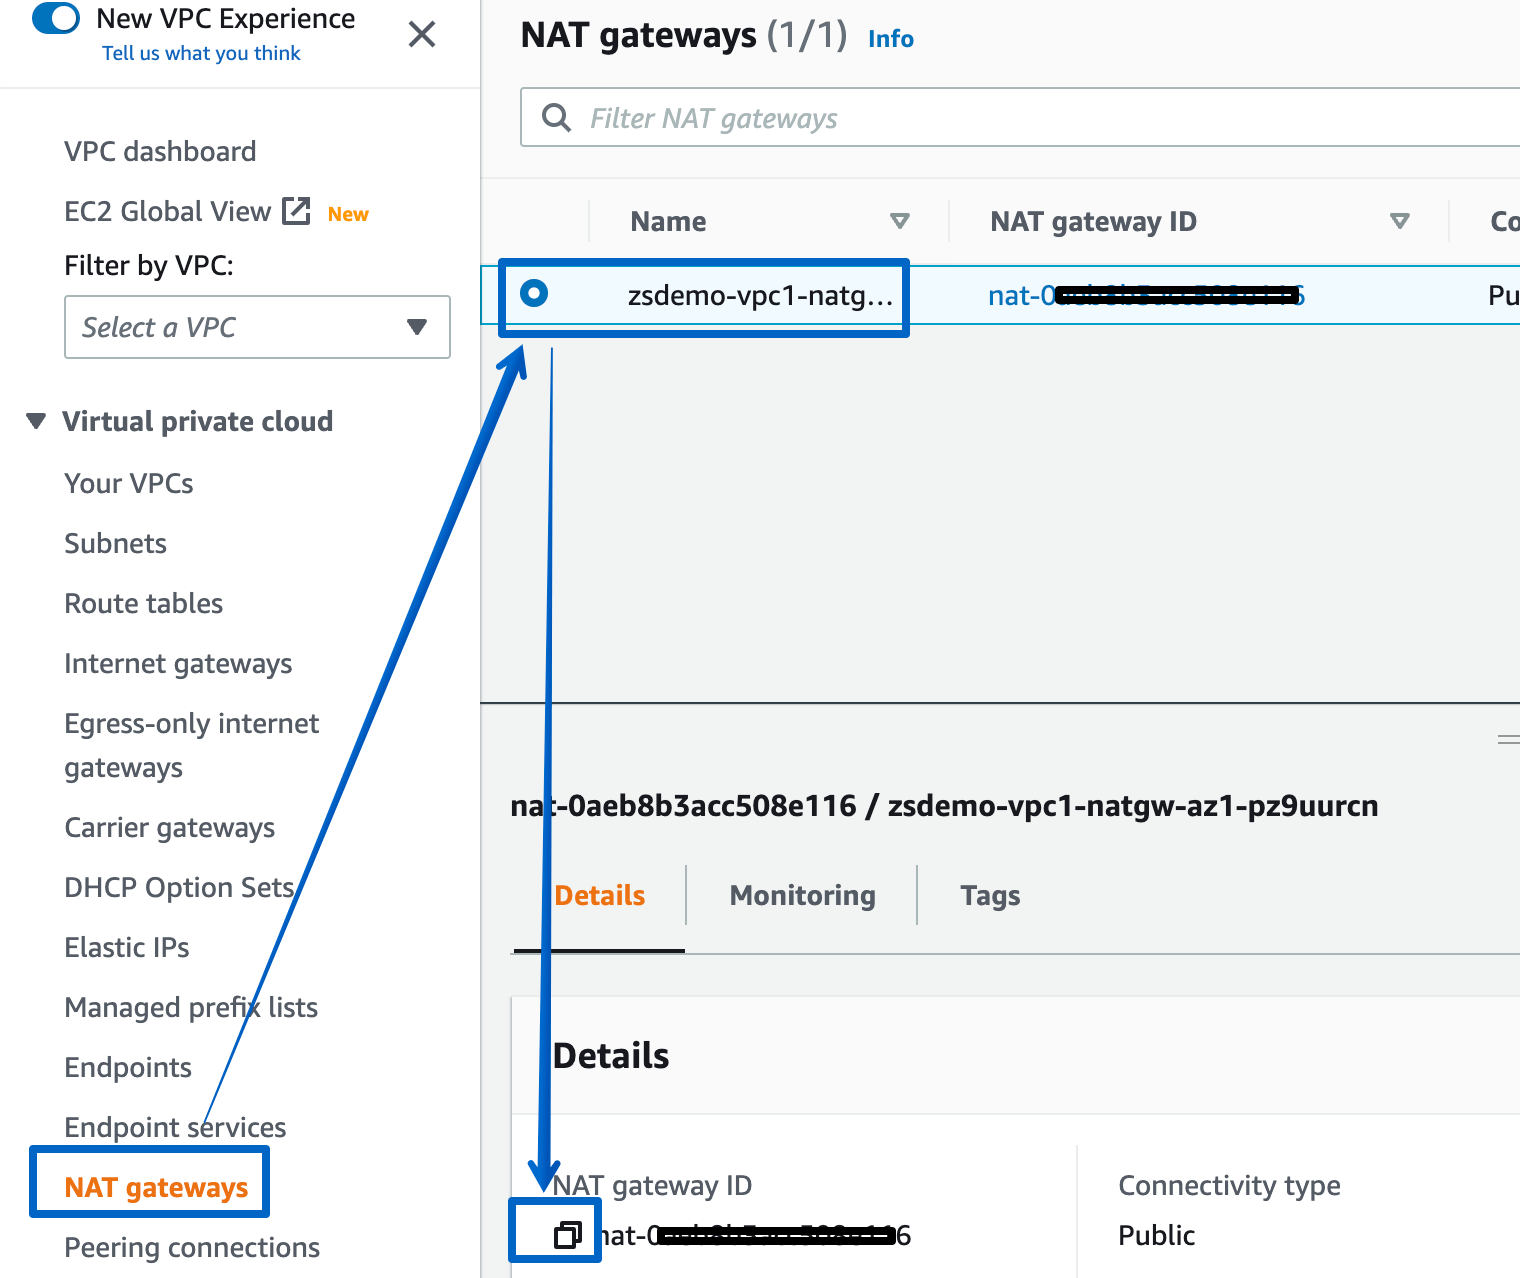 New VPC Experience
Tell us what you think
VPC dashboard
EC2 Global View New
Filter by VPC:
Select a VPC
Virtual private cloud
Your VPCs
Subnets
Route tables
Internet gateways
Egress-only internet
gateways
Carrier gateways
DHCP Option Sets
Elastic IPs
Managed prefix lists
Endpoints
Endpoint services
NAT gateways
Peering connections
NAT gateways (1/1) Info
Filter NAT gateways
Name NAT gateway ID Co
zsdemo-vpc1-natg... nat-0 6 Pu
nat-0aeb8b3acc508e116 / zsdemo-vpc1-natgw-az1-pz9uurcn
Details Monitoring Tags
Details
NAT gateway ID Connectivity type
nat-0 6 Public